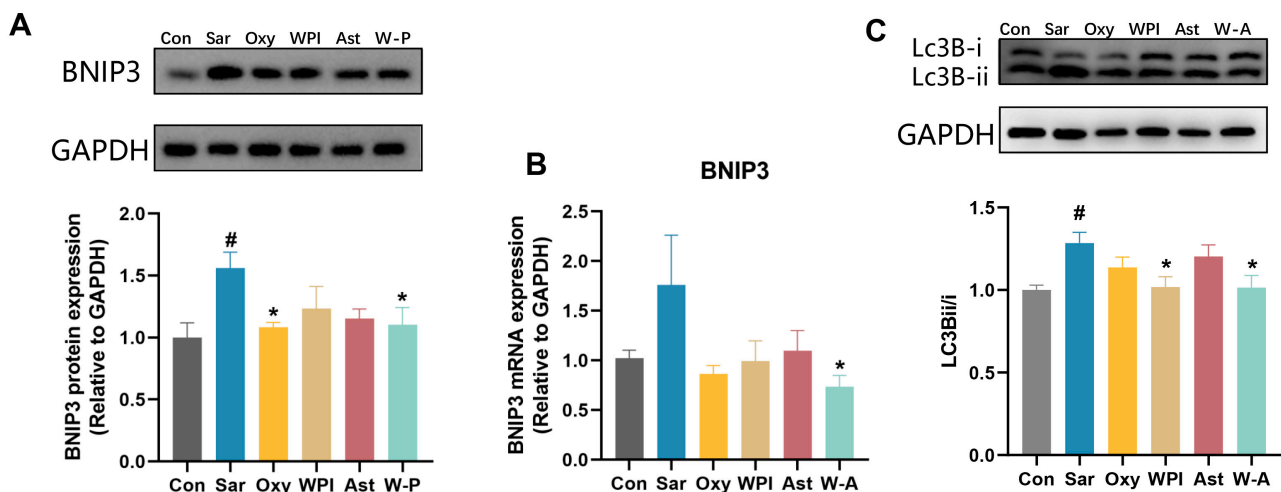 A
Con Sar Oxy WPI Ast W-P
BNIP3
GAPDH
BNIP3 protein expression
(Relative to GAPDH)
2.0
1.5
1.0
0.5
0.0
#
*
*
Con Sar Oxy WPI Ast W-P
B
BNIP3
BNIP3 mRNA expression
(Relative to GAPDH)
2.5
2.0
1.5
1.0
0.5
0.0
*
Con Sar Oxy WPI Ast W-A
C
Con Sar Oxy WPI Ast W-A
Lc3B-i
Lc3B-ii
GAPDH
LC3Bii/i
1.5
1.0
0.5
0.0
#
*
*
Con Sar Oxy WPI Ast W-A